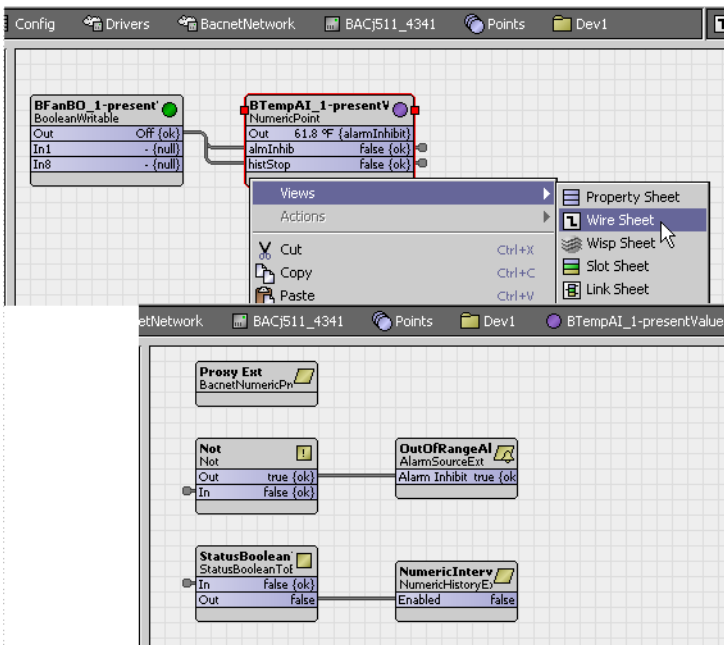 Config Drivers BacnetNetwork BACj511_4341 Points Dev1
BFanBO_1-present'
BooleanWritable
Out Off {ok}
In1 - {null}
In8 - {null}
BTempAI_1-presentV
NumericPoint
Out 61.8 ºF {alarmInhibit}
almInhib false {ok}
histStop false {ok}
Views
Actions
Cut Ctrl+X
Copy Ctrl+C
Paste Ctrl+V
Property Sheet
Wire Sheet
Wisp Sheet
Slot Sheet
Link Sheet
etNetwork BACj511_4341 Points Dev1 BTempAI_1-presentValue
Proxy Ext
BacnetNumericPr
Not
Not
Out true {ok}
In false {ok}
OutOfRangeAl
AlarmSourceExt
Alarm Inhibit true {ok
StatusBoolean
StatusBooleanToE
In false {ok}
Out false
NumericInterv
NumericHistoryEx
Enabled false